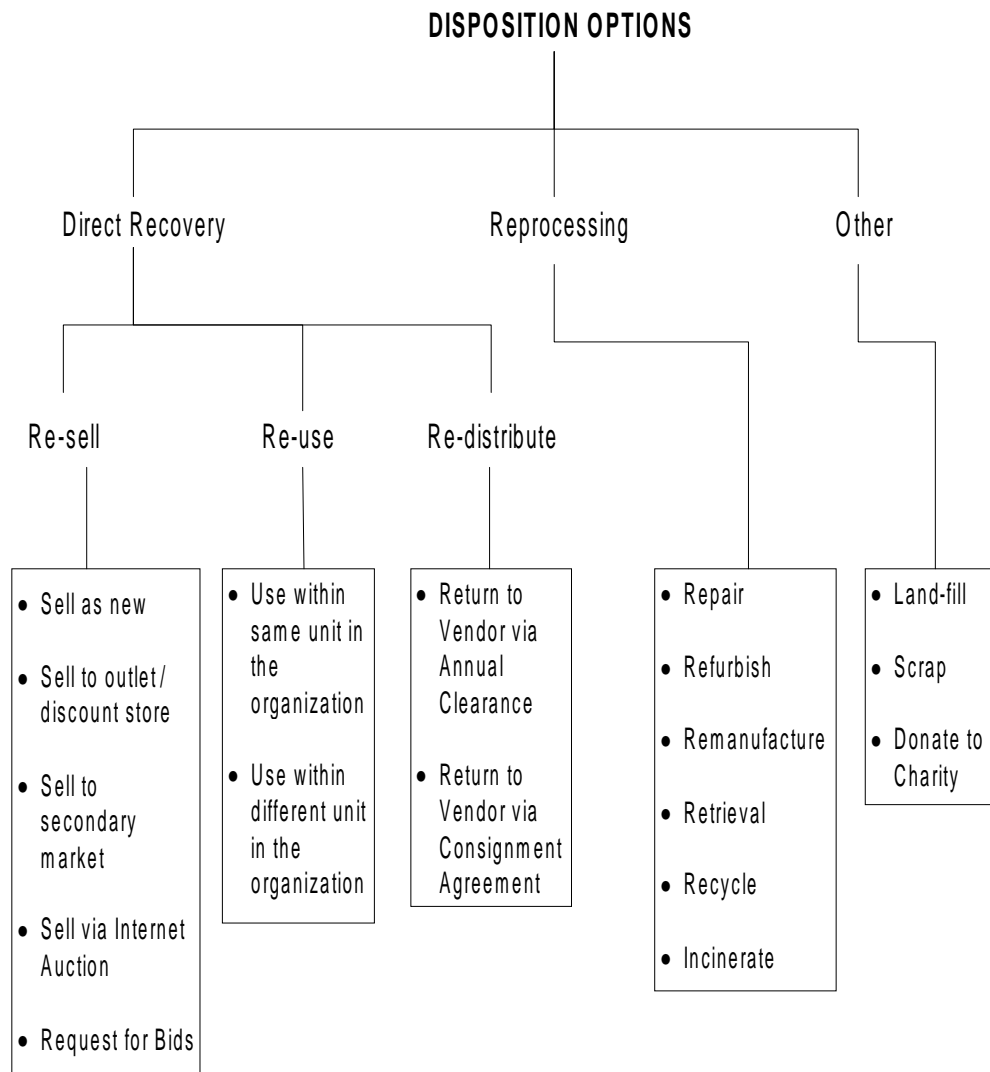 DISPOSITION OPTIONS
Direct Recovery
Reprocessing
Other
Re-sell
Re-use
Re-distribute
• Sell as new
• Sell to outlet /
discount store
• Sell to
secondary
market
• Sell via Internet
Auction
• Request for Bids
• Use within
same unit in
the
organization
• Use within
different unit
in the
organization
• Return to
Vendor via
Annual
Clearance
• Return to
Vendor via
Consignment
Agreement
• Repair
• Refurbish
• Remanufacture
• Retrieval
• Recycle
• Incinerate
• Land-fill
• Scrap
• Donate to
Charity